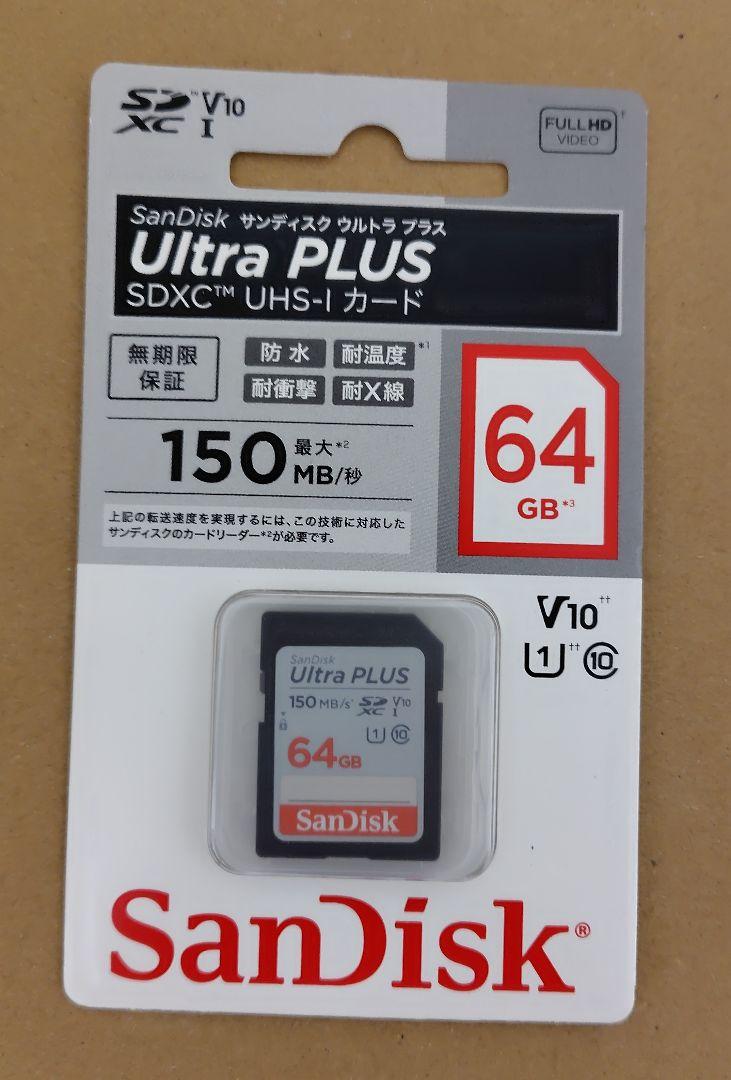 SD™ V10
XC I
FULL HD†
VIDEO
SanDisk サンディスク ウルトラ プラス
Ultra PLUS
SDXC™ UHS-I カード
無期限
保証
防水 耐温度*1
耐衝撃 耐X線
150 最大*2
MB/秒
64
GB*3
上記の転送速度を実現するには、この技術に対応した
サンディスクのカードリーダー*2が必要です。
V10††
1†† 10
SanDisk
Ultra PLUS
150 MB/s* SD XC V10 I
1 10
64GB
SanDisk
SanDisk®